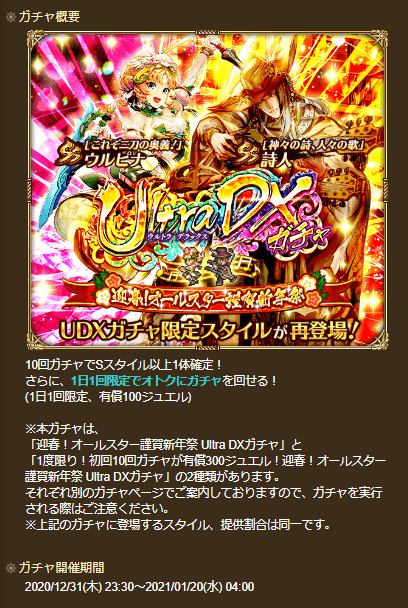 ガチャ概要
SS
[これぞ二刀の奥義!]
ウルピナ
SS
[神々の詩、人々の歌]
詩人
Ultra DX
ウルトラ デラックス
ガチャ
迎春!オールスター謹賀新年祭
UDXガチャ限定スタイルが再登場!
10回ガチャでSスタイル以上1体確定！
さらに、1日1回限定でオトクにガチャを回せる！
(1日1回限定、有償100ジュエル)
※本ガチャは、
「迎春！オールスター謹賀新年祭 Ultra DXガチャ」と
「1度限り！初回10回ガチャが有償300ジュエル！迎春！オールスター
謹賀新年祭 Ultra DXガチャ」の2種類があります。
それぞれ別のガチャページでご案内しておりますので、ガチャを実行
される際はご注意ください。
※上記のガチャに登場するスタイル、提供割合は同一です。
ガチャ開催期間
2020/12/31(木) 23:30～2021/01/20(水) 04:00